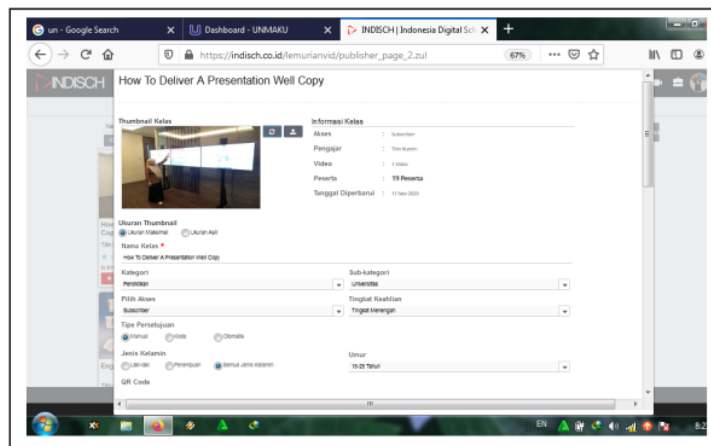 un - Google Search
Dashboard - UNMAKU
INDISCH | Indonesia Digital Sch
https://indisch.co.id/lemurianvid/publisher_page_2.zul
67%
INDISCH
How To Deliver A Presentation Well Copy
Thumbnail Kelas
Informasi Kelas
Akses : Subscriber
Pengajar :
Video : 1 Video
Peserta : 119 Peserta
Tanggal Diperbarui : 11 Nov 2020
Ukuran Thumbnail
Ukuran Maksimal Ukuran Asli
Nama Kelas *
How To Deliver A Presentation Well Copy
Kategori Sub-kategori
Pendidikan Universitas
Pilih Akses Tingkat Keahlian
Subscriber Tingkat Menengah
Tipe Persetujuan
Manual Kode Otomatis
Jenis Kelamin Umur
Laki-laki Perempuan Semua Jenis Kelamin 18-23 Tahun
QR Code
EN